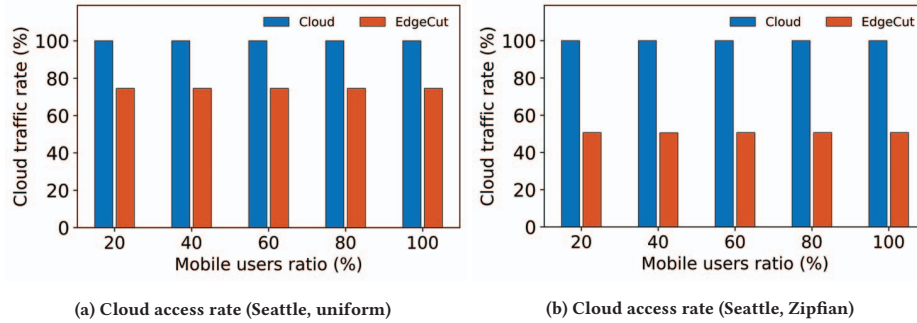 Cloud EdgeCut
Cloud traffic rate (%)
100
80
60
40
20
0
20 40 60 80 100
Mobile users ratio (%)
(a) Cloud access rate (Seattle, uniform)
Cloud EdgeCut
Cloud traffic rate (%)
100
80
60
40
20
0
20 40 60 80 100
Mobile users ratio (%)
(b) Cloud access rate (Seattle, Zipfian)